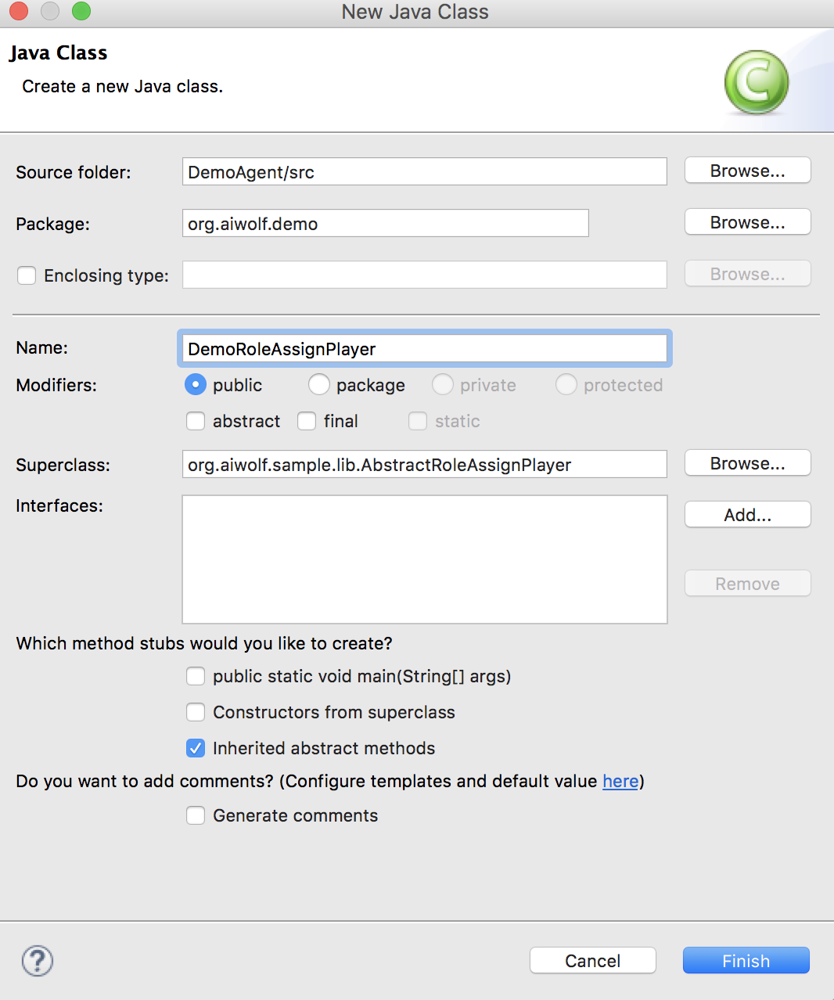 New Java Class
Java Class
Create a new Java class.
C
Source folder: DemoAgent/src Browse...
Package: org.aiwolf.demo Browse...
Enclosing type: Browse...
Name: DemoRoleAssignPlayer
Modifiers: public package private protected
abstract final static
Superclass: org.aiwolf.sample.lib.AbstractRoleAssignPlayer Browse...
Interfaces: Add...
Remove
Which method stubs would you like to create?
public static void main(String[] args)
Constructors from superclass
Inherited abstract methods
Do you want to add comments? (Configure templates and default value here)
Generate comments
? Cancel Finish